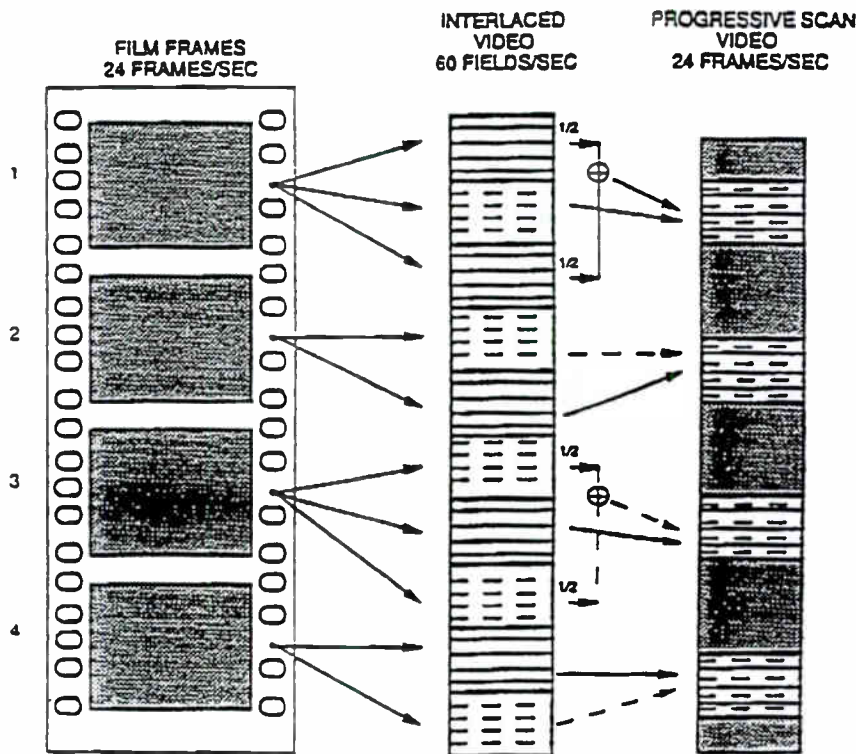 FILM FRAMES
24 FRAMES/SEC
INTERLACED
VIDEO
60 FIELDS/SEC
PROGRESSIVE SCAN
VIDEO
24 FRAMES/SEC
1
2
3
4
1/2
1/2
1/2
1/2